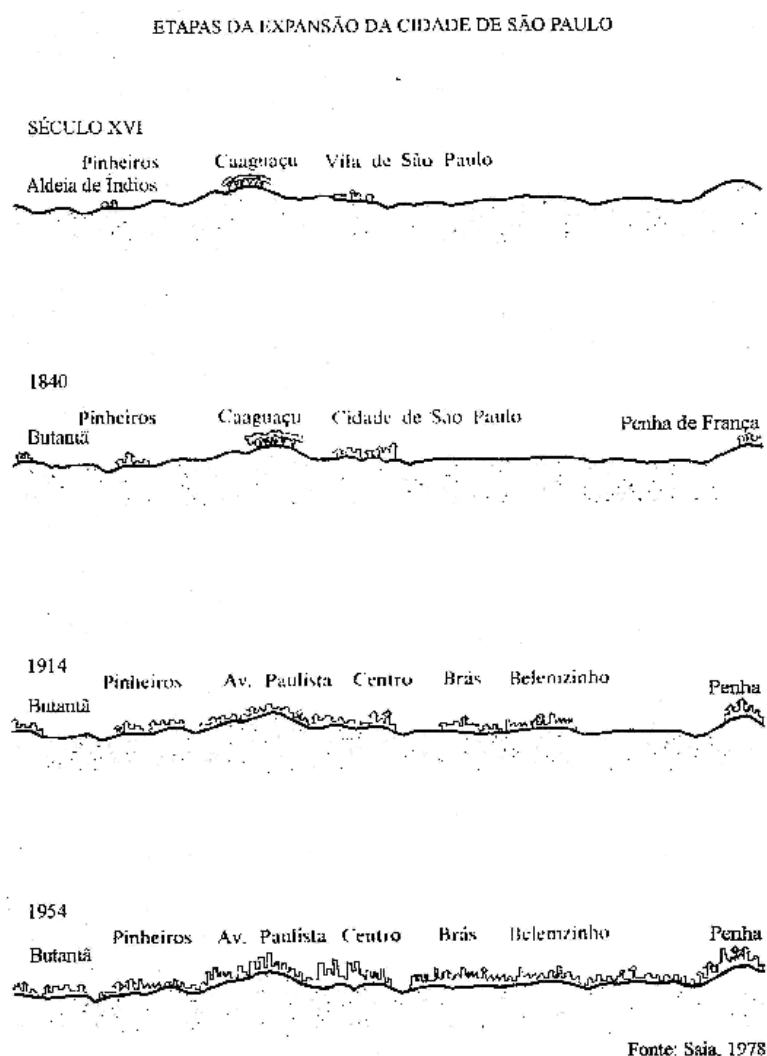 ETAPAS DA EXPANSÃO DA CIDADE DE SÃO PAULO
SÉCULO XVI
Pinheiros Caaguaçu Vila de São Paulo
Aldeia de Índios
1840
Pinheiros Caaguaçu Cidade de São Paulo Penha de França
Butantã
1914
Pinheiros Av. Paulista Centro Brás Belemzinho Penha
Butantã
1954
Pinheiros Av. Paulista Centro Brás Belemzinho Penha
Butantã
Fonte: Saia, 1978